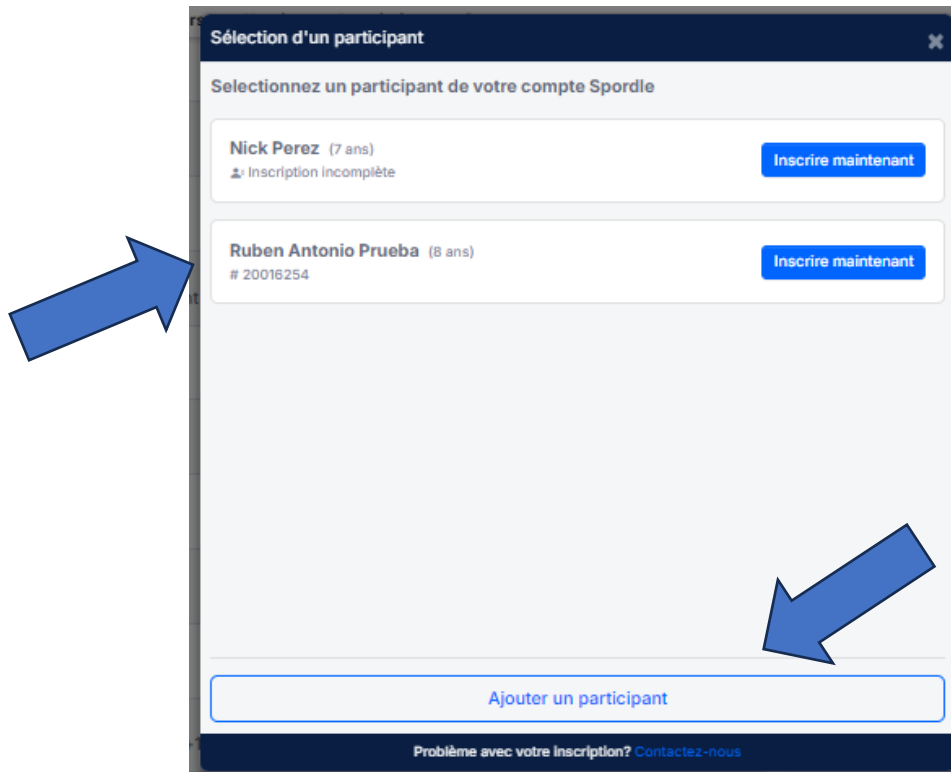 Sélection d'un participant
Selectionnez un participant de votre compte Spordle
Nick Perez (7 ans)
Inscription incomplète
Inscrire maintenant
Ruben Antonio Prueba (8 ans)
# 20016254
Inscrire maintenant
Ajouter un participant
Problème avec votre inscription? Contactez-nous